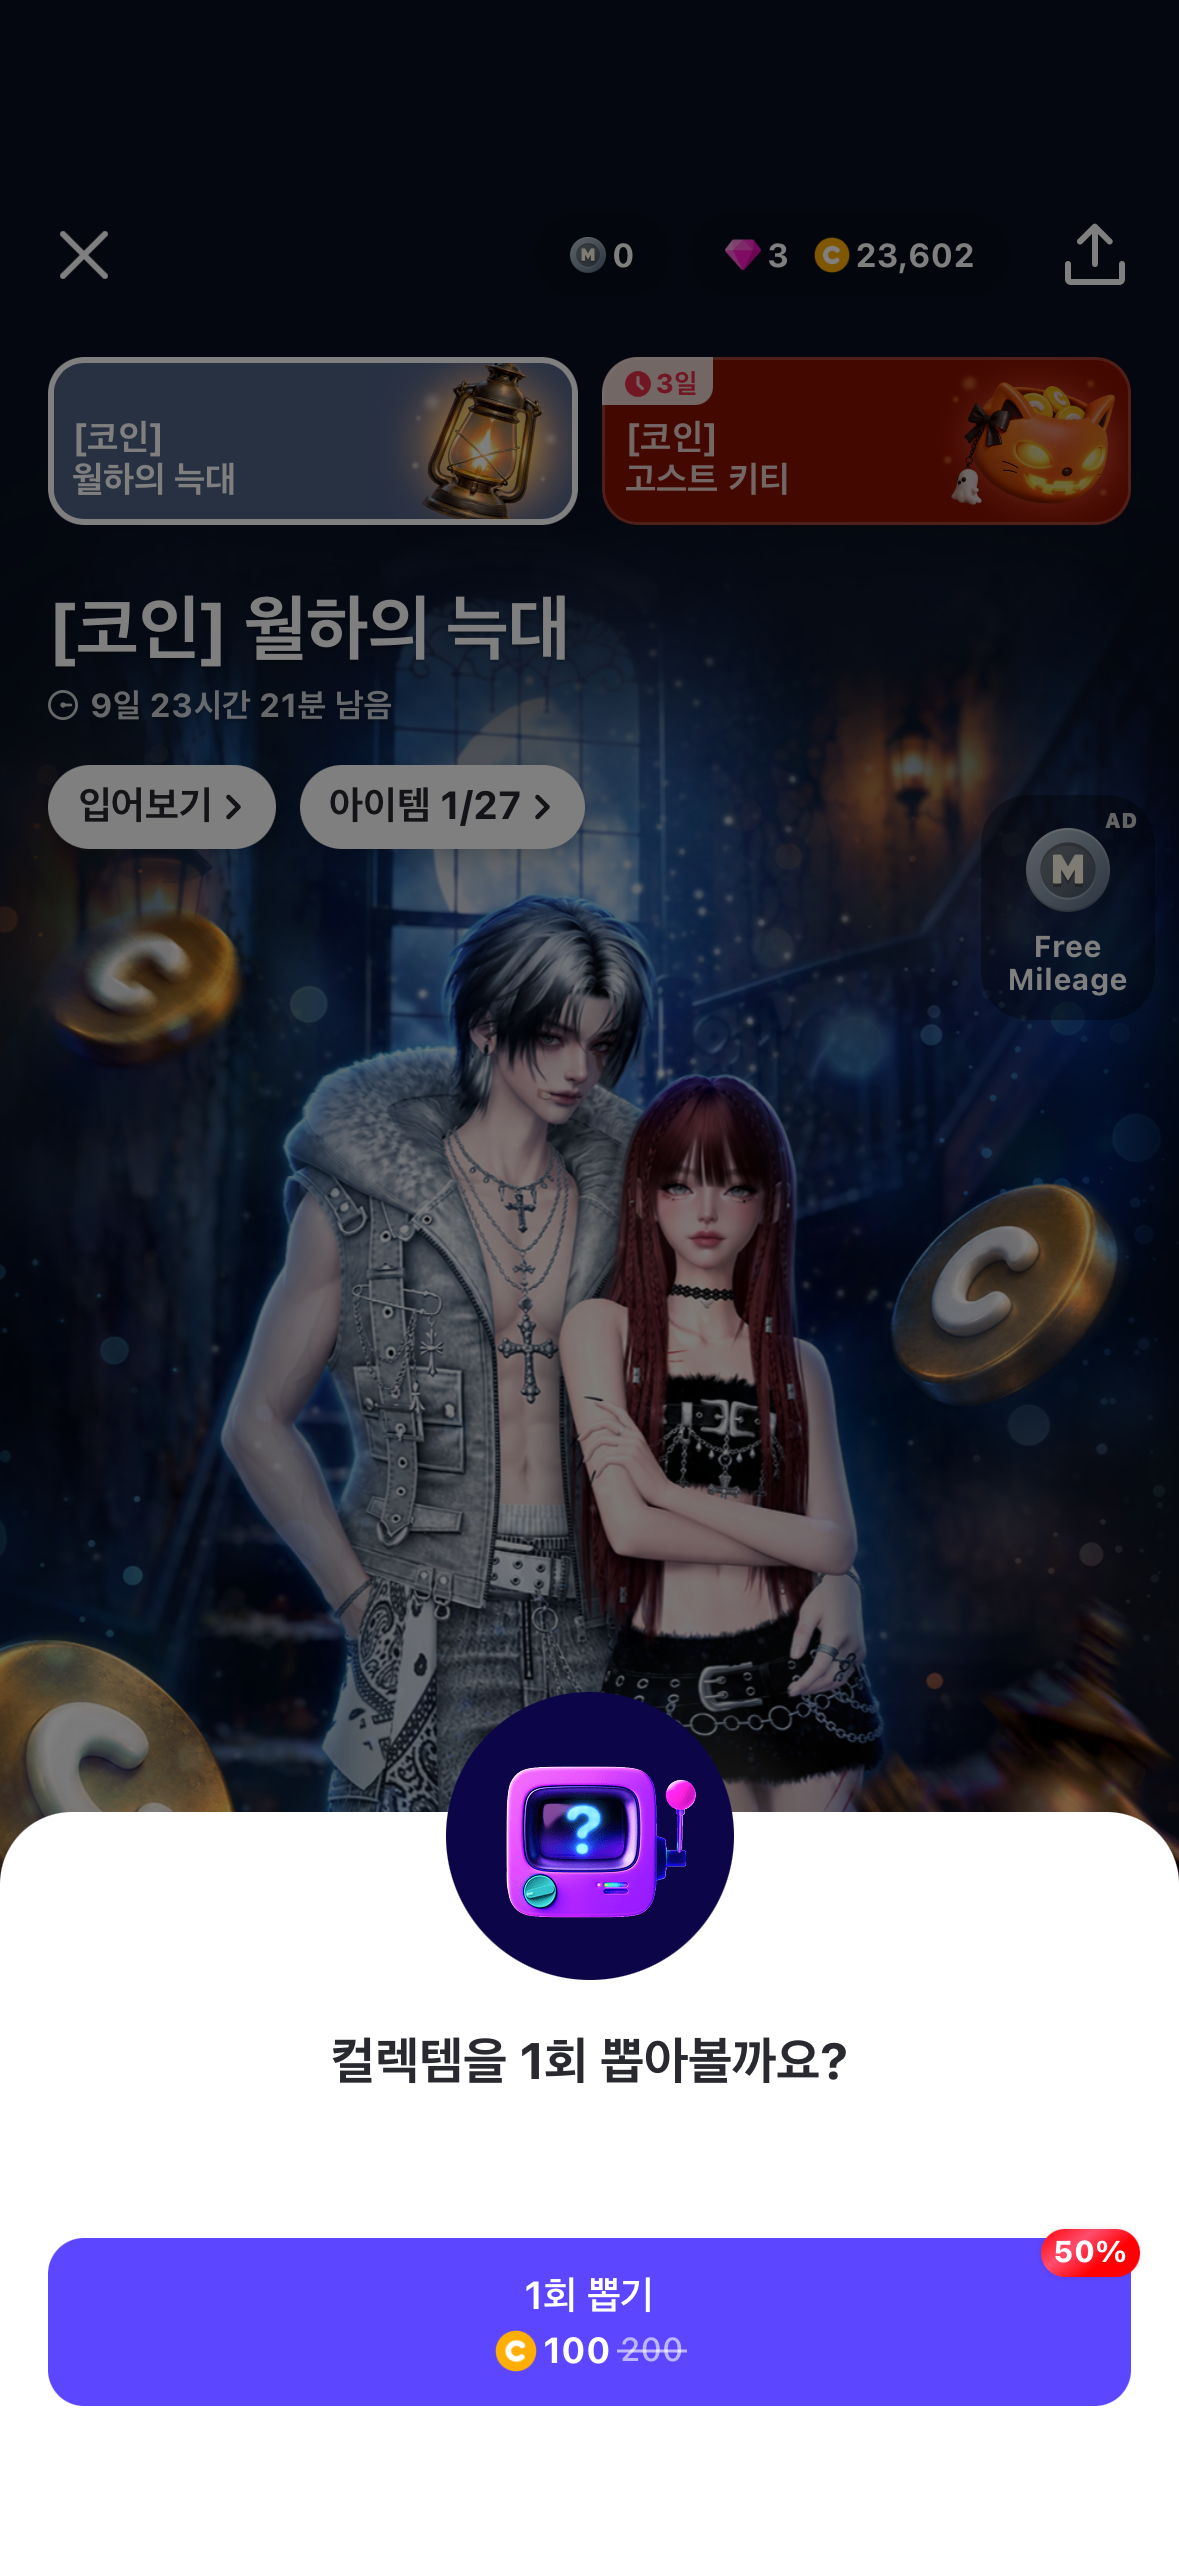 M 0
3
C 23,602
[코인]
월하의 늑대
3일
[코인]
고스트 키티
[코인] 월하의 늑대
9일 23시간 21분 남음
입어보기
아이템 1/27
AD
M
Free
Mileage
C
C
C
?
컬렉템을 1회 뽑아볼까요?
50%
1회 뽑기
C 100 200